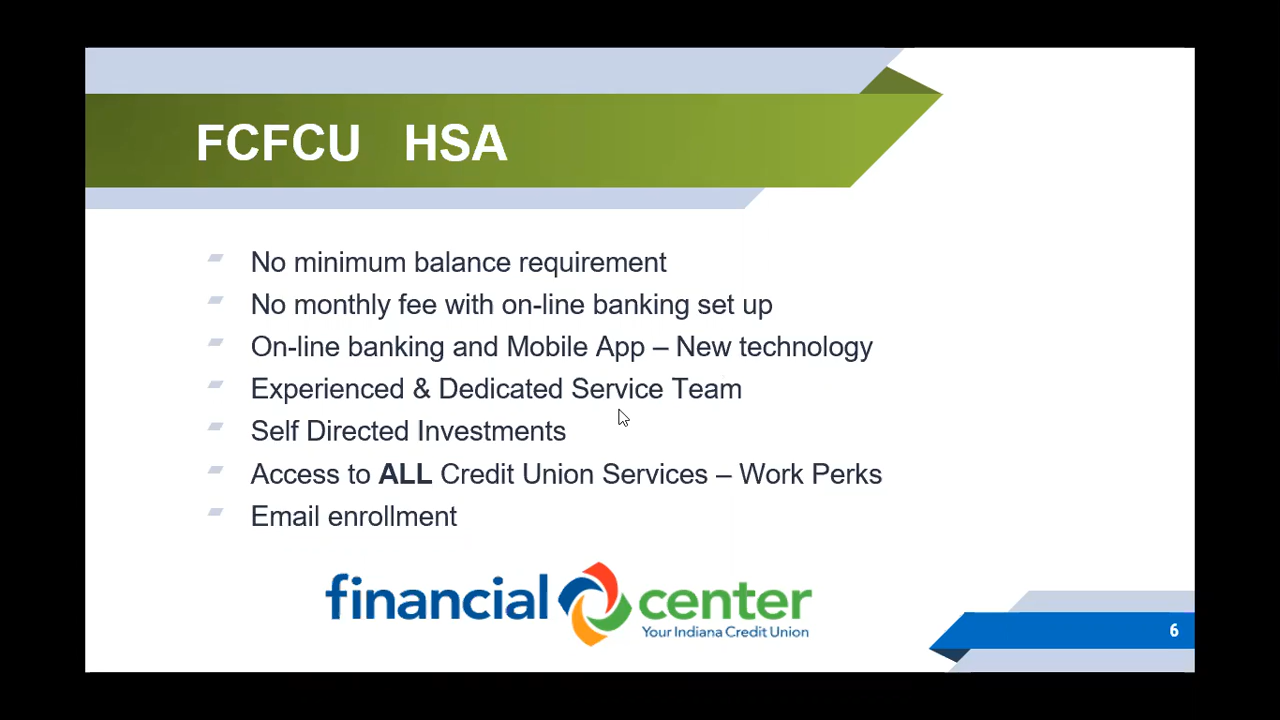 FCFCU HSA
No minimum balance requirement
No monthly fee with on-line banking set up
On-line banking and Mobile App – New technology
Experienced & Dedicated Service Team
Self Directed Investments
Access to ALL Credit Union Services – Work Perks
Email enrollment
financial center
Your Indiana Credit Union
6